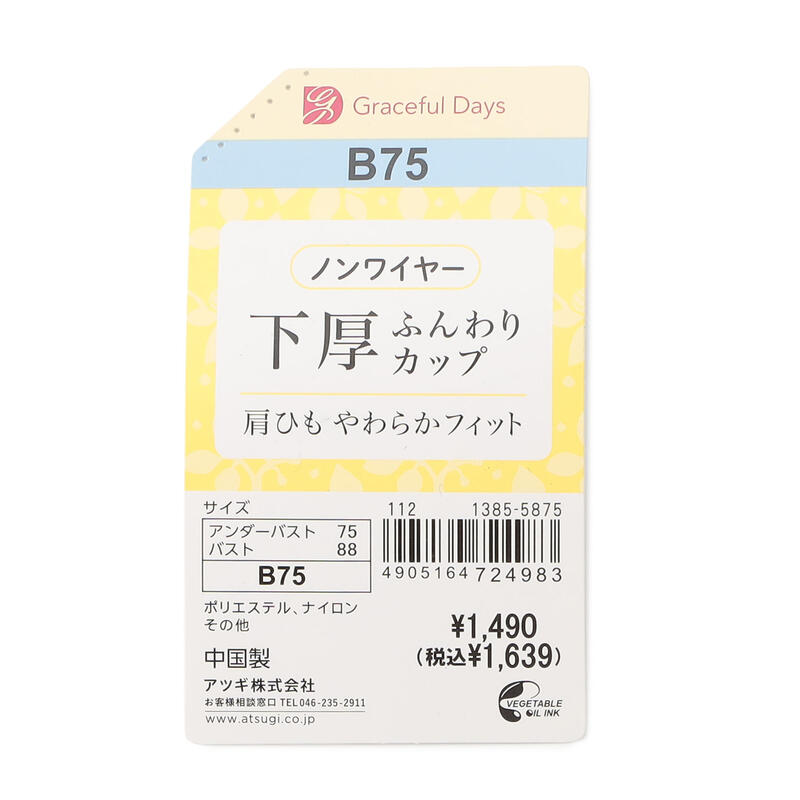 Graceful Days
B75
ノンワイヤー
下厚 ふんわり
カップ
肩ひも やわらかフィット
サイズ
アンダーバスト 75
バスト 88
B75
112 1385-5875
4905164 724983
ポリエステル、ナイロン
その他
¥1,490
(税込¥1,639)
中国製
アツギ株式会社
お客様相談窓口 TEL 046-235-2911
www.atsugi.co.jp
VEGETABLE
OIL INK